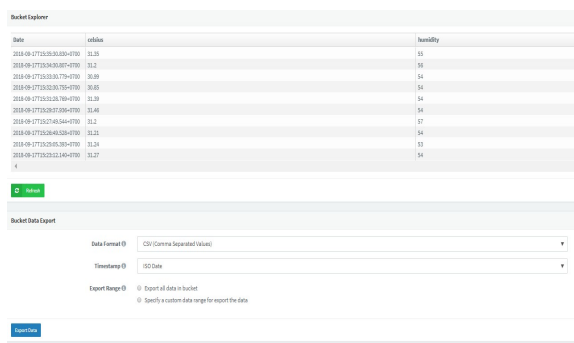 Bucket Explorer
Date celsius humidity
2018-09-17T15:35:30.830+0700 31.35 55
2018-09-17T15:34:30.807+0700 31.2 56
2018-09-17T15:33:30.779+0700 30.99 54
2018-09-17T15:32:30.755+0700 30.85 54
2018-09-17T15:31:28.769+0700 31.39 54
2018-09-17T15:29:37.936+0700 31.46 54
2018-09-17T15:27:49.544+0700 31.2 57
2018-09-17T15:26:49.528+0700 31.21 54
2018-09-17T15:25:05.393+0700 31.24 53
2018-09-17T15:23:12.140+0700 31.27 54
Refresh
Bucket Data Export
Data Format CSV (Comma Separated Values)
Timestamp ISO Date
Export Range Export all data in bucket
Specify a custom data range for export the data
Export Data